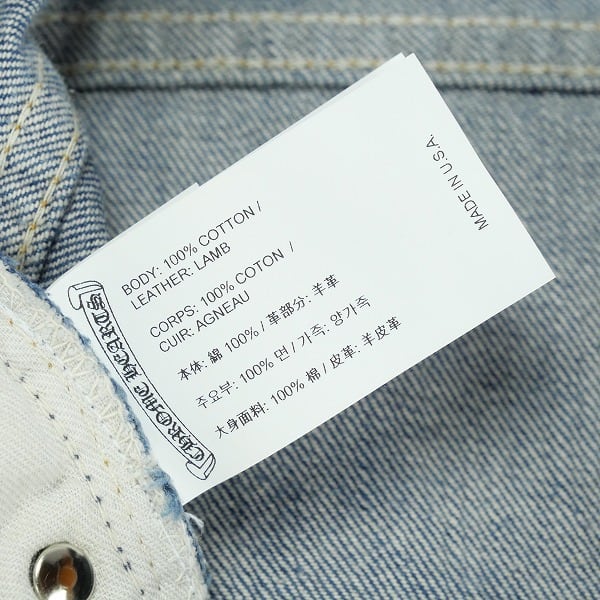 CHROME HEARTS
BODY: 100% COTTON /
LEATHER: LAMB
CORPS: 100% COTON /
CUIR: AGNEAU
本体: 綿 100% / 革部分: 羊革
주요부: 100% 면 / 가죽: 양가죽
大身面料: 100% 棉 / 皮革: 羊皮革
MADE IN U.S.A.